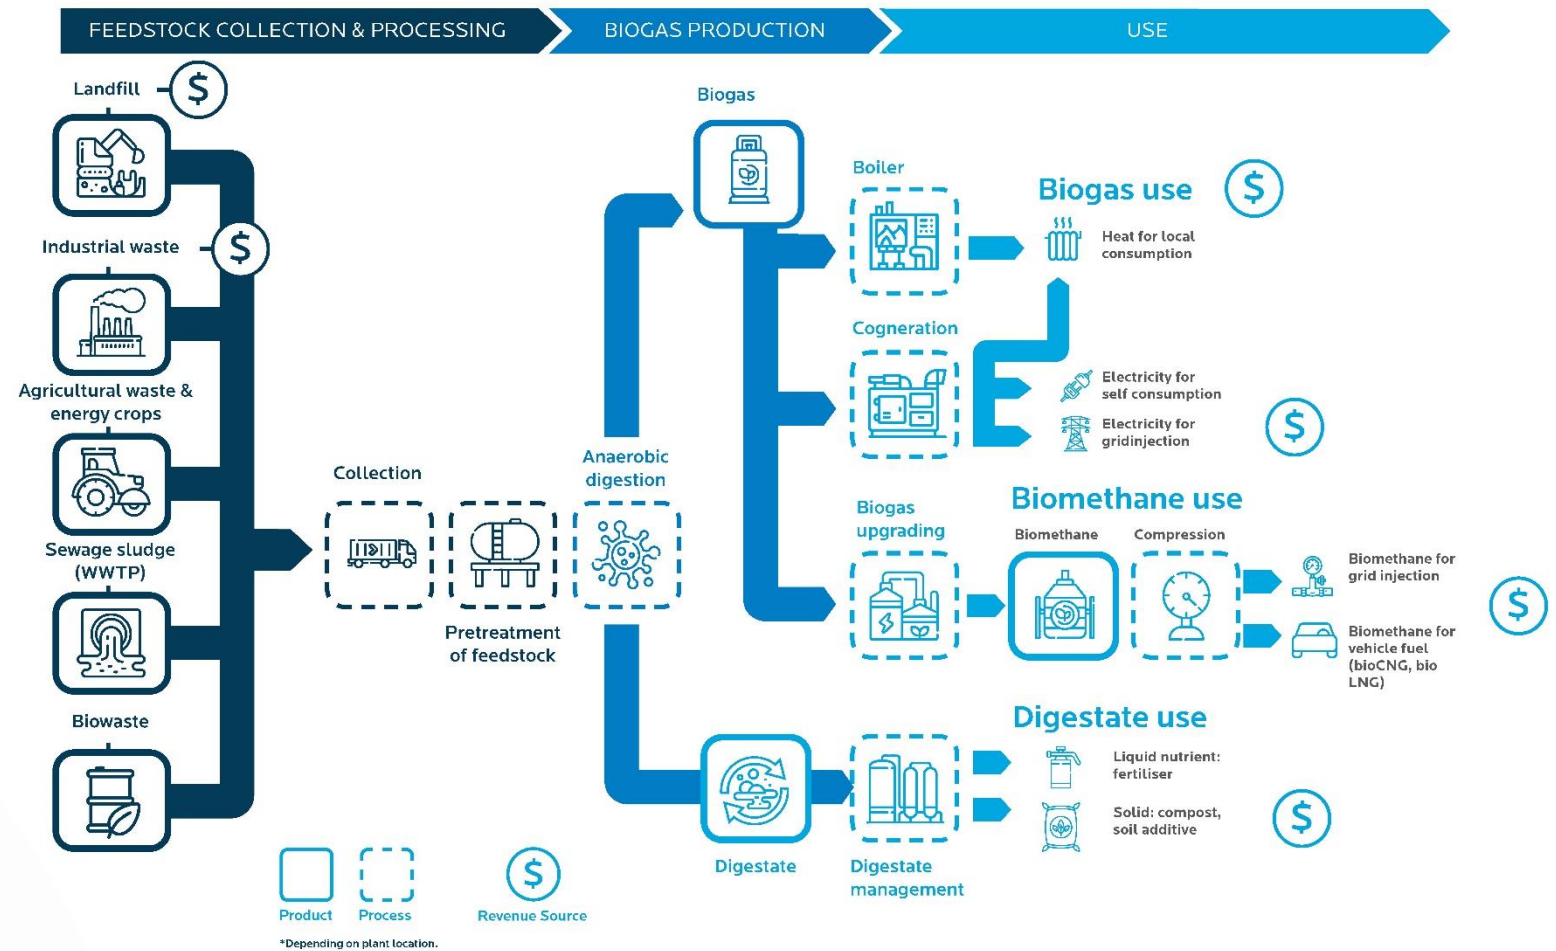 FEEDSTOCK COLLECTION & PROCESSING
BIOGAS PRODUCTION
USE
Landfill
$
Industrial waste
$
Agricultural waste &
energy crops
Sewage sludge
(WWTP)
Biowaste
Collection
Pretreatment
of feedstock
Anaerobic
digestion
Biogas
Boiler
Biogas use
$
Heat for local
consumption
Cogneration
Electricity for
self consumption
Electricity for
gridinjection
$
Biogas
upgrading
Biomethane use
Biomethane
Compression
Biomethane for
grid injection
Biomethane for
vehicle fuel
(bioCNG, bio
LNG)
$
Digestate use
Digestate
Digestate
management
Liquid nutrient:
fertiliser
Solid: compost,
soil additive
$
Product
Process
$
Revenue Source
*Depending on plant location.